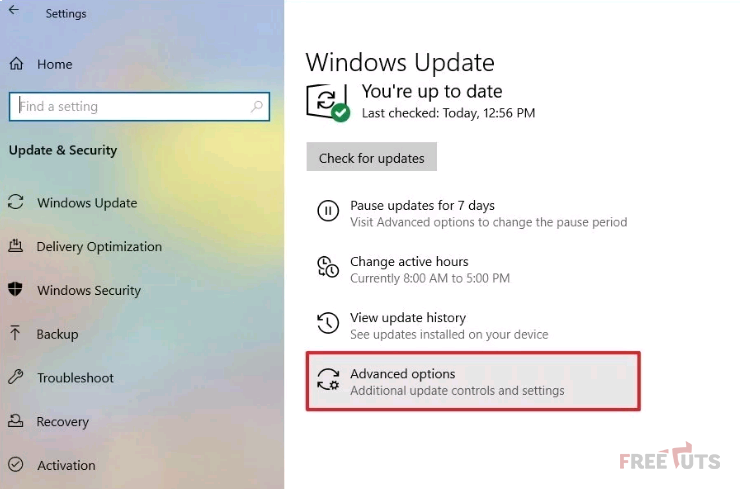 Settings
Home
Find a setting
Update & Security
Windows Update
Delivery Optimization
Windows Security
Backup
Troubleshoot
Recovery
Activation
Windows Update
You're up to date
Last checked: Today, 12:56 PM
Check for updates
Pause updates for 7 days
Visit Advanced options to change the pause period
Change active hours
Currently 8:00 AM to 5:00 PM
View update history
See updates installed on your device
Advanced options
Additional update controls and settings
FREETUTS